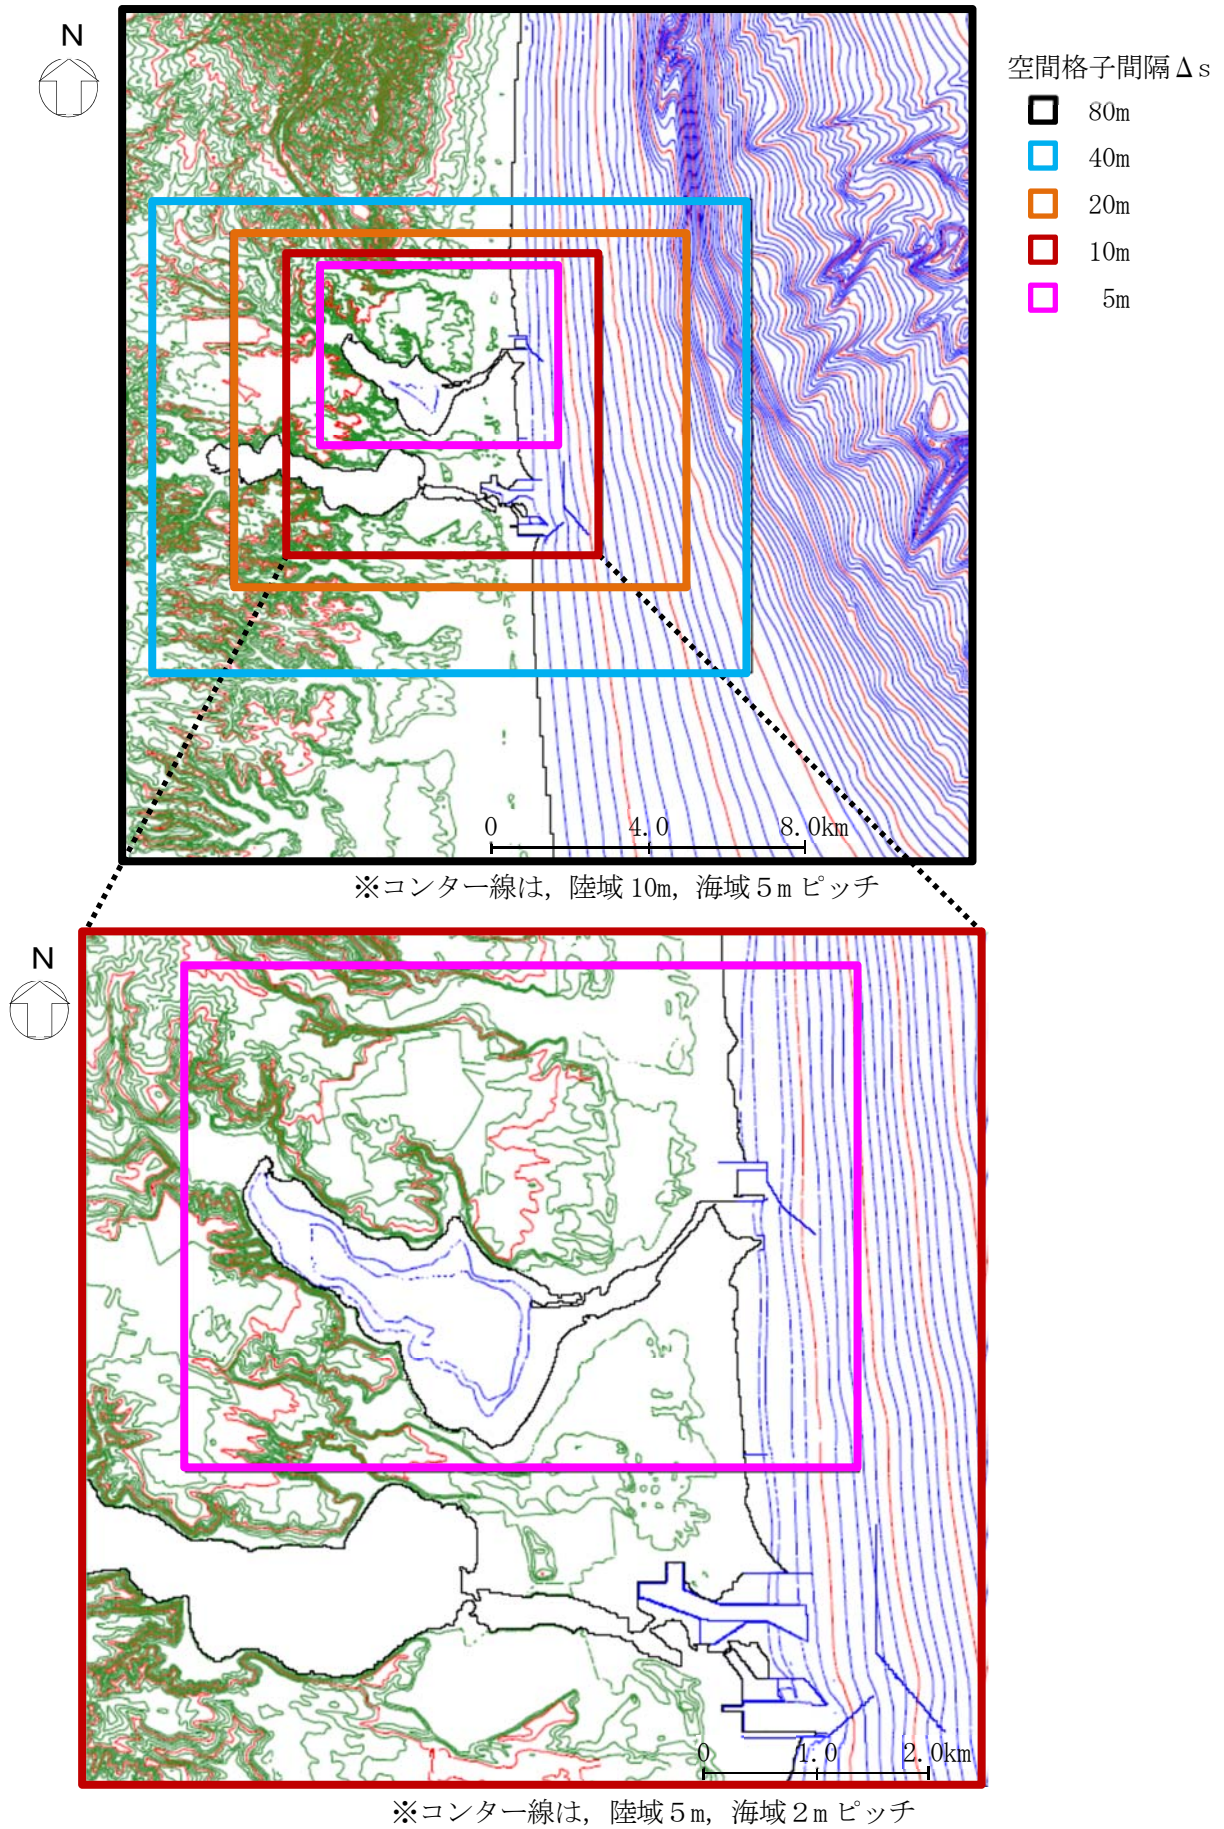 N
空間格子間隔Δs
80m
40m
20m
10m
5m
0 4.0 8.0km
※コンター線は，陸域10m，海域５mピッチ
N
0 1.0 2.0km
※コンター線は，陸域５m，海域２mピッチ